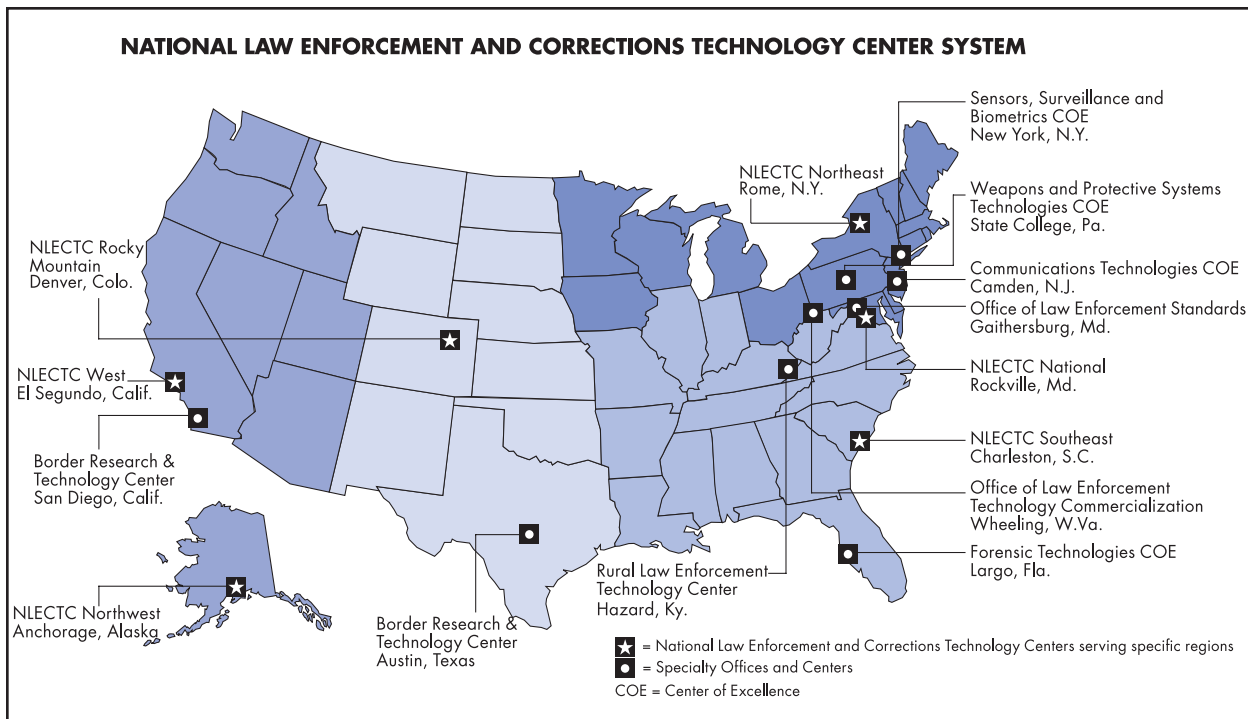 NATIONAL LAW ENFORCEMENT AND CORRECTIONS TECHNOLOGY CENTER SYSTEM
Sensors, Surveillance and
Biometrics COE
New York, N.Y.
NLECTC Northeast
Rome, N.Y.
Weapons and Protective Systems
Technologies COE
State College, Pa.
NLECTC Rocky
Mountain
Denver, Colo.
Communications Technologies COE
Camden, N.J.
Office of Law Enforcement Standards
Gaithersburg, Md.
NLECTC West
El Segundo, Calif.
NLECTC National
Rockville, Md.
Border Research &
Technology Center
San Diego, Calif.
NLECTC Southeast
Charleston, S.C.
Office of Law Enforcement
Technology Commercialization
Wheeling, W.Va.
Forensic Technologies COE
Largo, Fla.
Rural Law Enforcement
Technology Center
Hazard, Ky.
NLECTC Northwest
Anchorage, Alaska
Border Research &
Technology Center
Austin, Texas
= National Law Enforcement and Corrections Technology Centers serving specific regions
= Specialty Offices and Centers
COE = Center of Excellence